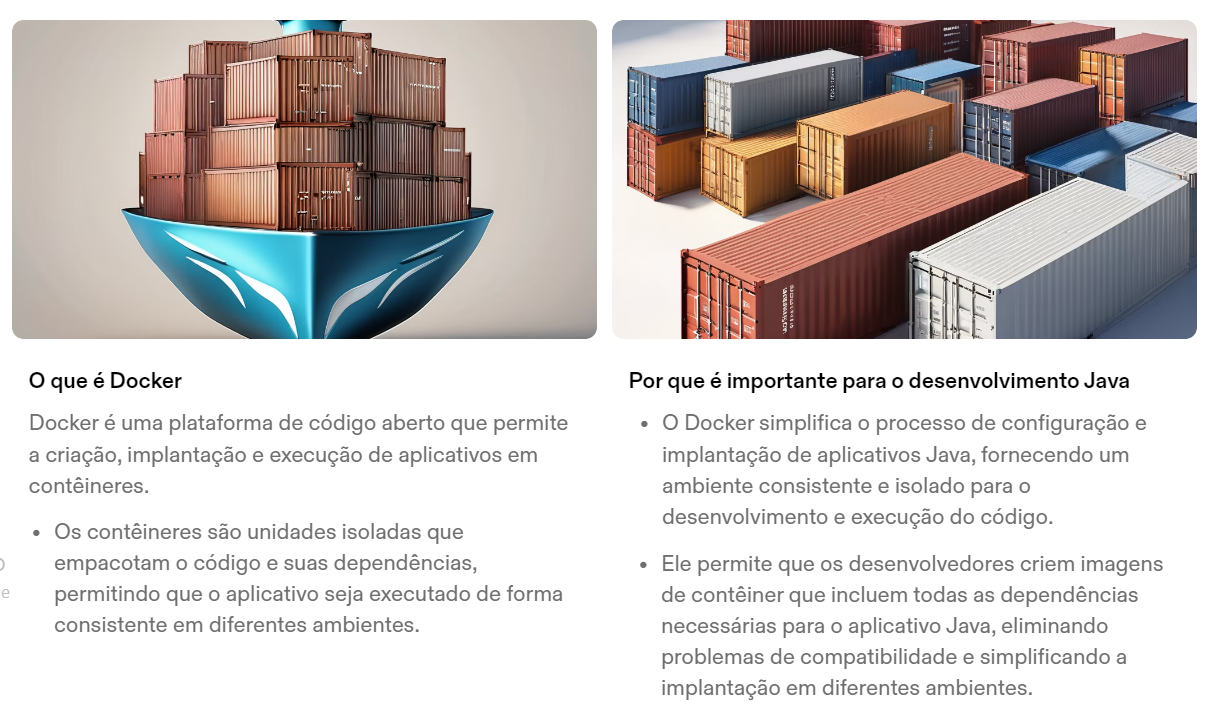 O que é Docker
Docker é uma plataforma de código aberto que permite
a criação, implantação e execução de aplicativos em
contêineres.
• Os contêineres são unidades isoladas que
empacotam o código e suas dependências,
permitindo que o aplicativo seja executado de forma
consistente em diferentes ambientes.
Por que é importante para o desenvolvimento Java
• O Docker simplifica o processo de configuração e
implantação de aplicativos Java, fornecendo um
ambiente consistente e isolado para o
desenvolvimento e execução do código.
• Ele permite que os desenvolvedores criem imagens
de contêiner que incluem todas as dependências
necessárias para o aplicativo Java, eliminando
problemas de compatibilidade e simplificando a
implantação em diferentes ambientes.